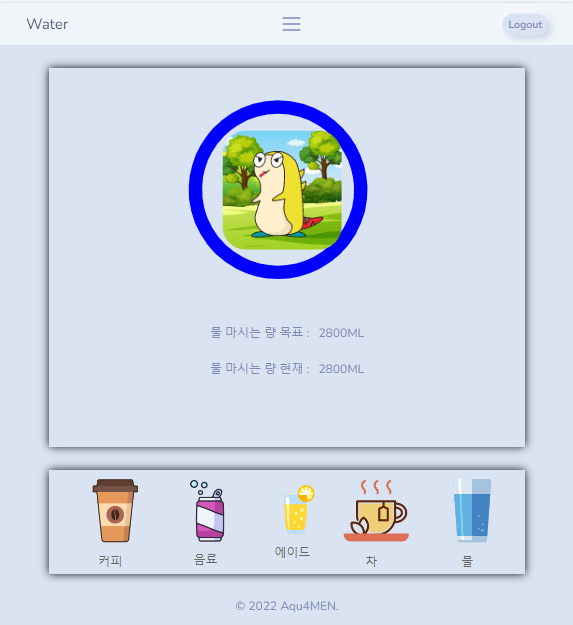 Water
Logout
물 마시는 량 목표 : 2800ML
물 마시는 량 현재 : 2800ML
커피
음료
에이드
차
물
© 2022 Aqu4MEN.